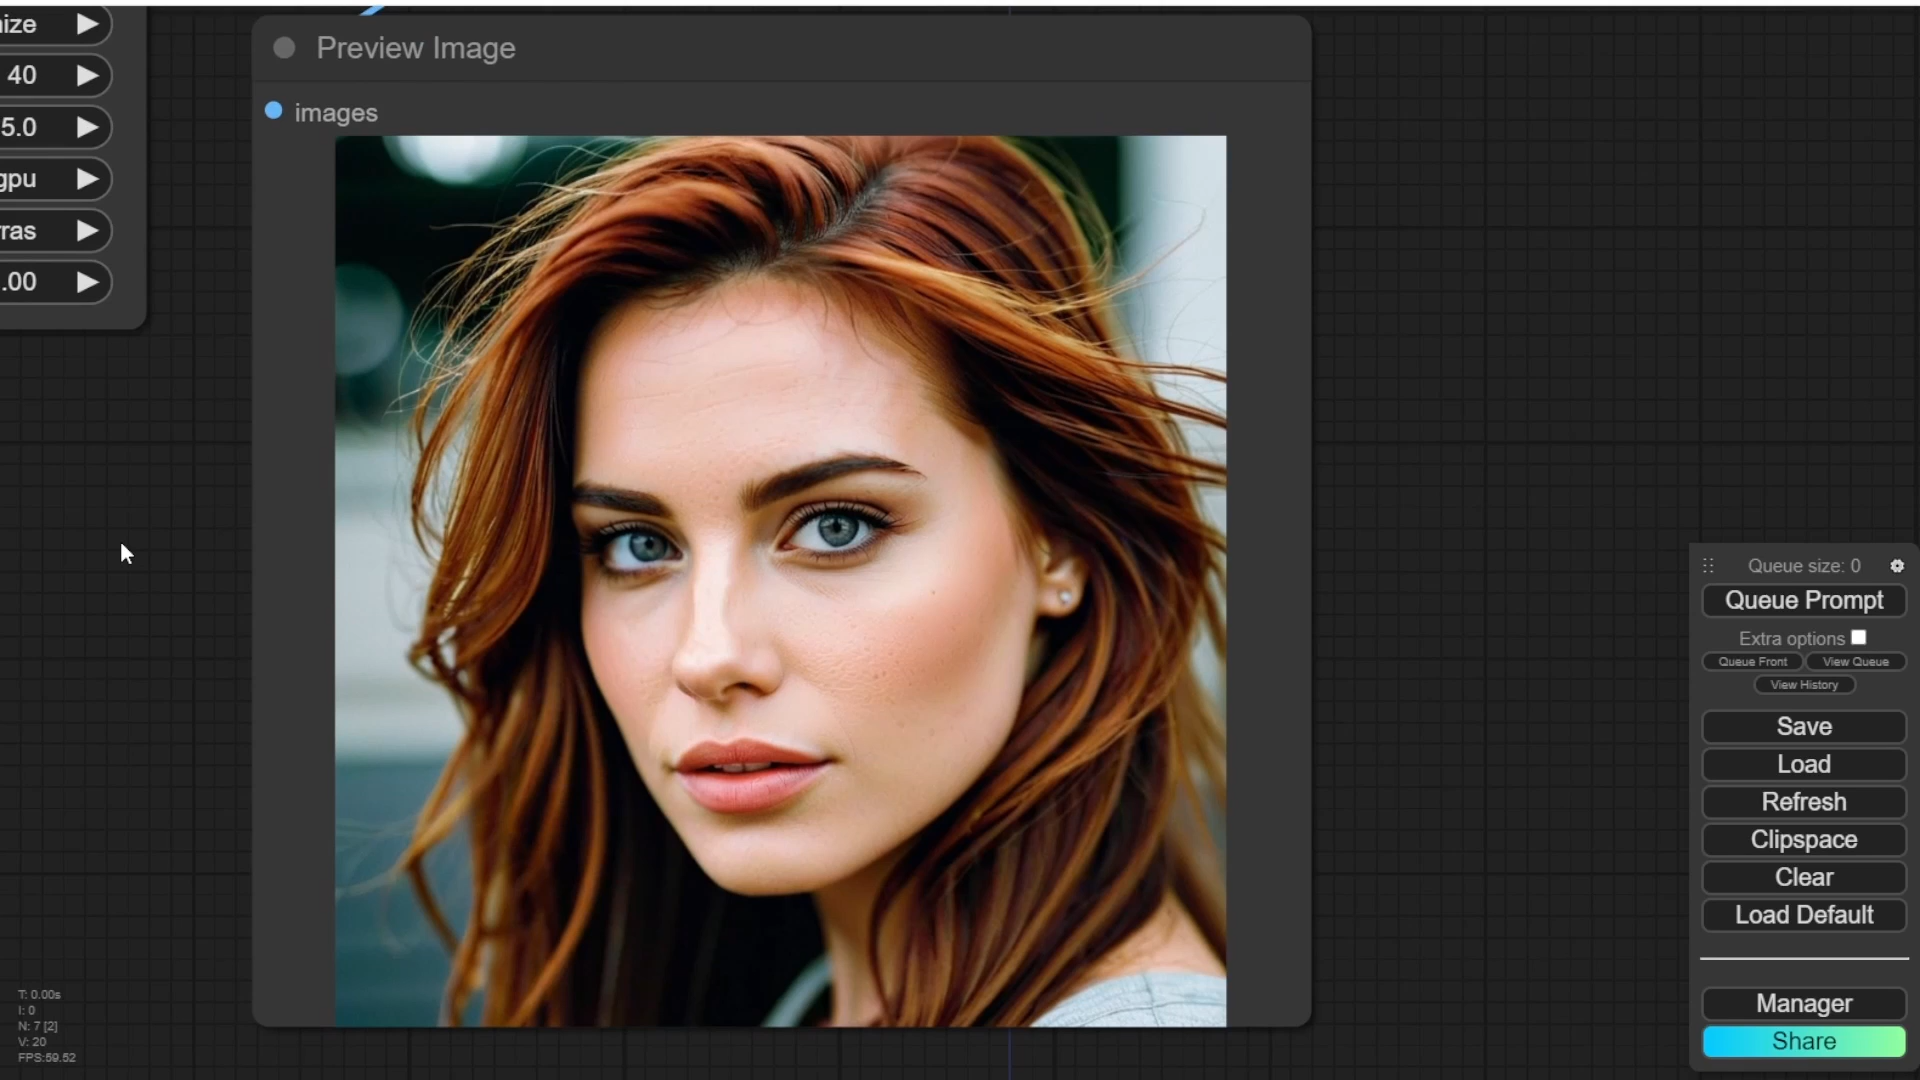 ize
40
5.0
gpu
ras
.00
Preview Image
images
Queue size: 0
Queue Prompt
Extra options
Queue Front
View Queue
View History
Save
Load
Refresh
Clipspace
Clear
Load Default
Manager
Share
T: 0.00s
I: 0
N: 7 [2]
V: 20
FPS:59.52